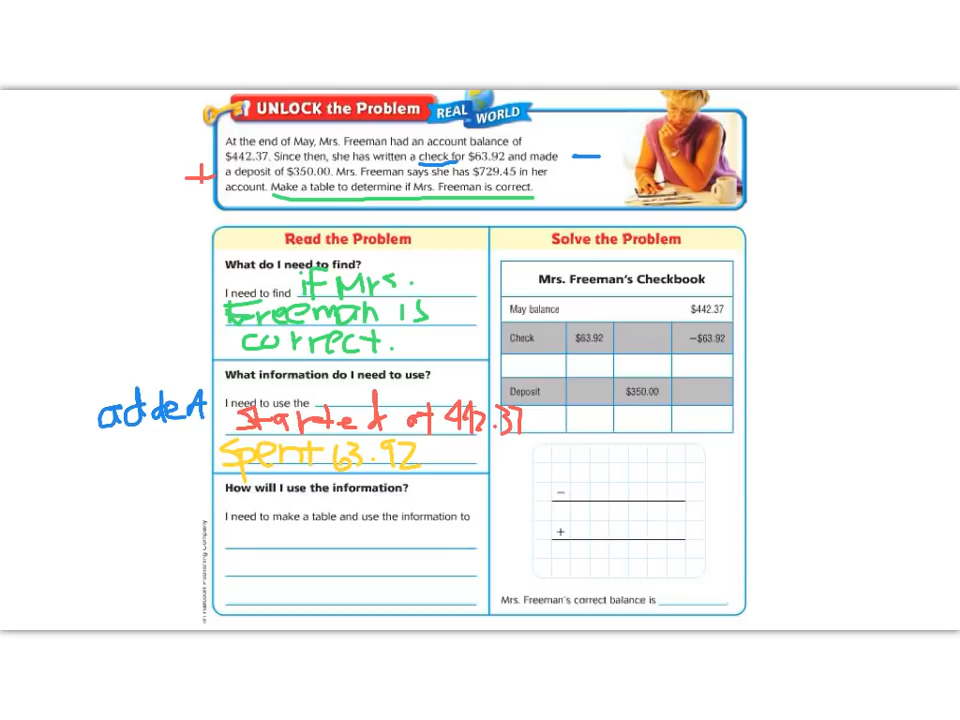 UNLOCK the Problem REAL WORLD
At the end of May, Mrs. Freeman had an account balance of
$442.37. Since then, she has written a check for $63.92 and made
a deposit of $350.00. Mrs. Freeman says she has $729.45 in her
account. Make a table to determine if Mrs. Freeman is correct.
−
+
Read the Problem
What do I need to find?
I need to find if Mrs.
Freeman is
correct.
What information do I need to use?
I need to use the
added started at 442.37
Spent 63.92
How will I use the information?
I need to make a table and use the information to
Solve the Problem
Mrs. Freeman's Checkbook
May balance $442.37
Check $63.92 −$63.92
Deposit $350.00
−
+
Mrs. Freeman's correct balance is ________.
Harcourt Publishing Company